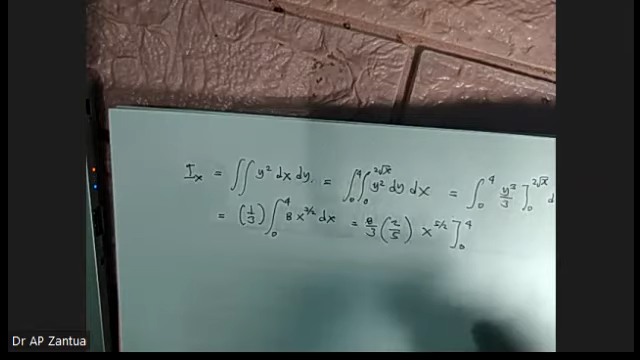 I_x = ∫∫ y² dx dy. = ∫₀⁴ ∫₀^{2√x} y² dy dx = ∫₀⁴ y³/3 ]₀^{2√x} d
= (1/3) ∫₀⁴ 8 x^{3/2} dx = 8/3 (2/5) x^{5/2} ]₀⁴
Dr AP Zantua